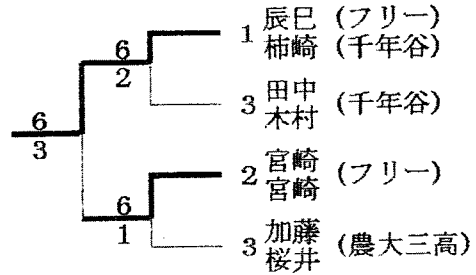 1 辰巳 (フリー)
柿崎 (千年谷)
6
2
3 田中 (千年谷)
木村
6
3
2 宮崎 (フリー)
宮崎
6
1
3 加藤 (農大三高)
桜井